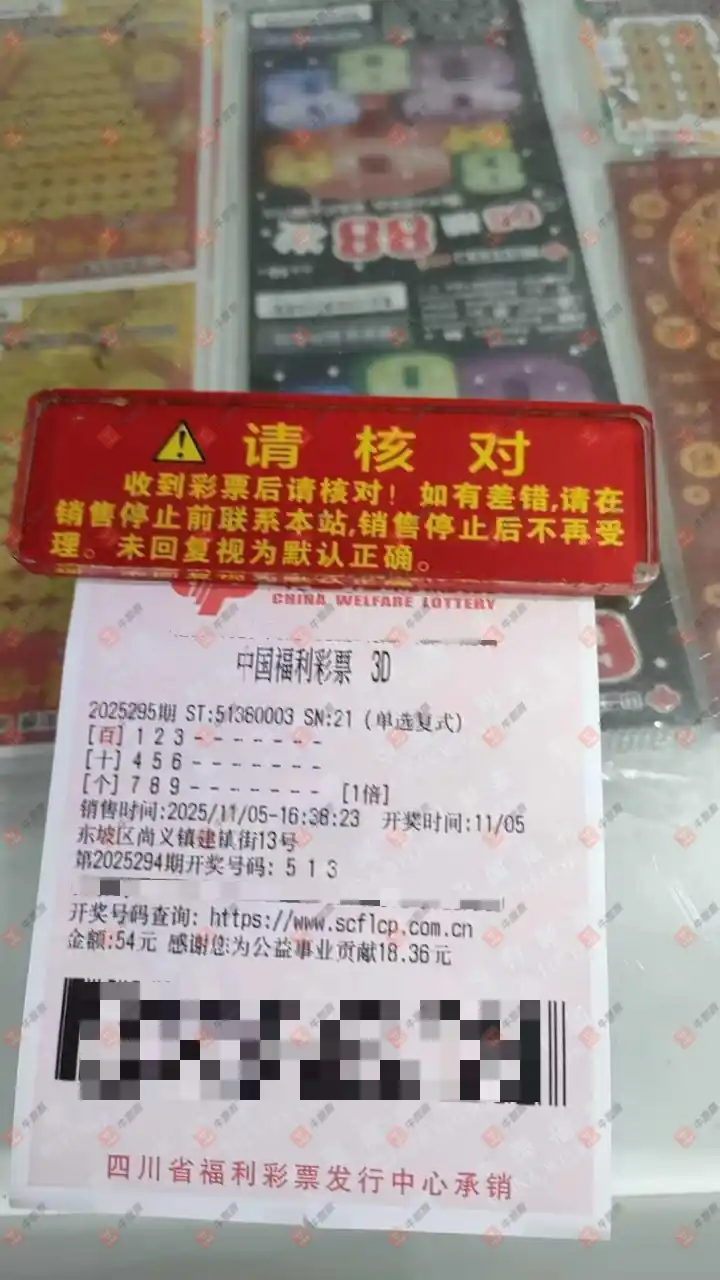 88
请核对
收到彩票后请核对！如有差错,请在
销售停止前联系本站,销售停止后不再受
理。未回复视为默认正确。
CHINA WELFARE LOTTERY
中国福利彩票 3D
2025295期 ST:51360003 SN:21 (单选复式)
[百] 1 2 3 - - - - - - -
[十] 4 5 6 - - - - - - -
[个] 7 8 9 - - - - - - - [1倍]
销售时间:2025/11/05-16:38:23 开奖时间:11/05
东坡区尚义镇建镇街13号
第2025294期开奖号码: 5 1 3
开奖号码查询: https://www.scflcp.com.cn
金额:54元 感谢您为公益事业贡献18.36元
四川省福利彩票发行中心承销